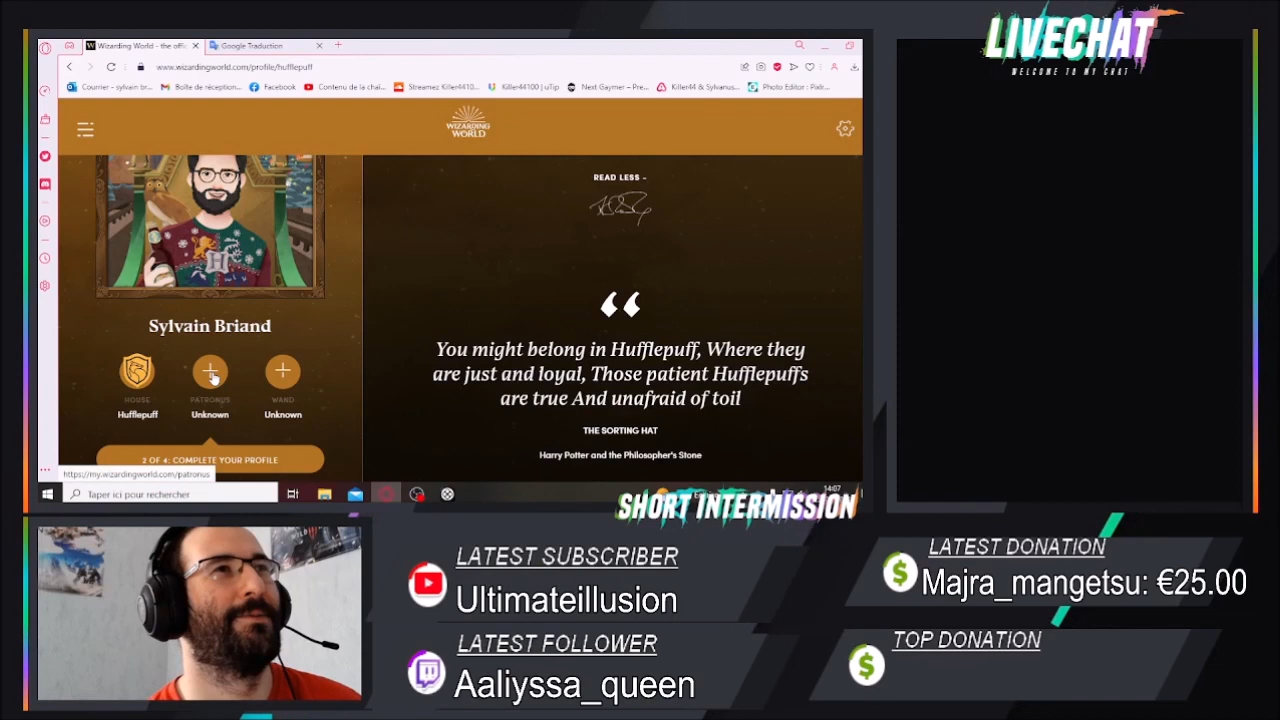 LIVECHAT
WELCOME TO MY CHAT
Wizarding World - the offi
Google Traduction
www.wizardingworld.com/profile/hufflepuff
Courrier – sylvain br...
Boîte de réception...
Facebook
Contenu de la chaî...
Streamez Killer4410...
Killer44100 | uTip
Next Gaymer – Pre...
Killer44 & Sylvanus...
Photo Editor : Pixlr...
WIZARDING
WORLD
READ LESS –
Sylvain Briand
HOUSE
PATRONUS
WAND
Hufflepuff
Unknown
Unknown
2 OF 4: COMPLETE YOUR PROFILE
https://my.wizardingworld.com/patronus
You might belong in Hufflepuff, Where they
are just and loyal, Those patient Hufflepuffs
are true And unafraid of toil
THE SORTING HAT
Harry Potter and the Philosopher's Stone
Taper ici pour rechercher
14:07
SHORT INTERMISSION
LATEST SUBSCRIBER
Ultimateillusion
LATEST FOLLOWER
Aaliyssa_queen
LATEST DONATION
Majra_mangetsu: €25.00
TOP DONATION